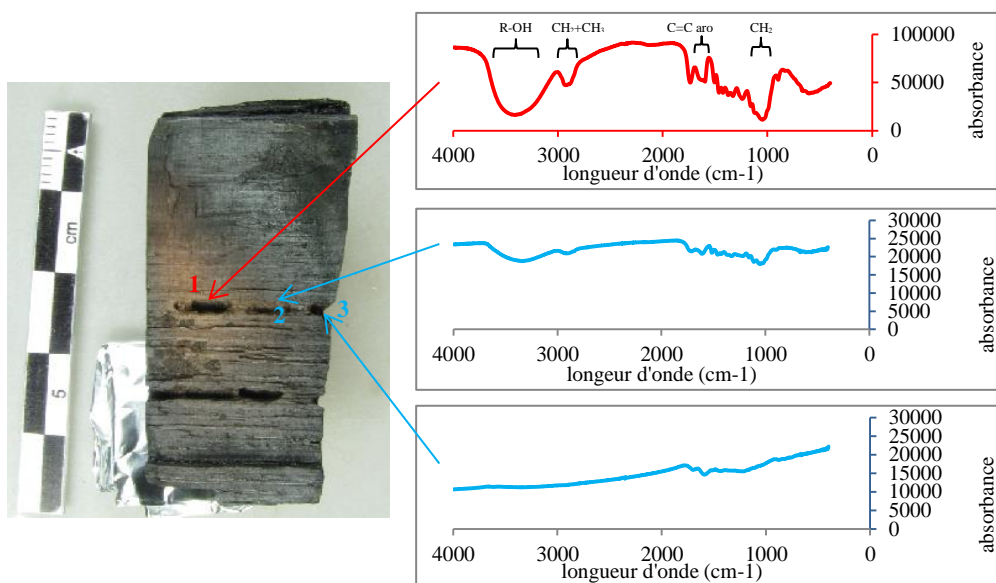 cm
5
1
2
3
R-OH
CH₂+CH₃
C=C aro
CH₂
100000
50000
0
absorbance
4000 3000 2000 1000 0
longueur d'onde (cm-1)
30000
25000
20000
15000
10000
5000
0
absorbance
4000 3000 2000 1000 0
longeur d'onde (cm-1)
30000
25000
20000
15000
10000
5000
0
absorbance
4000 3000 2000 1000 0
longueur d'onde (cm-1)